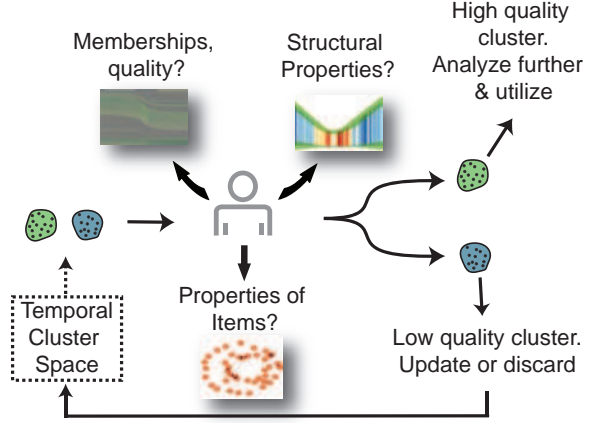 Memberships,
quality?
Structural
Properties?
High quality
cluster.
Analyze further
& utilize
Temporal
Cluster
Space
Properties of
Items?
Low quality cluster.
Update or discard